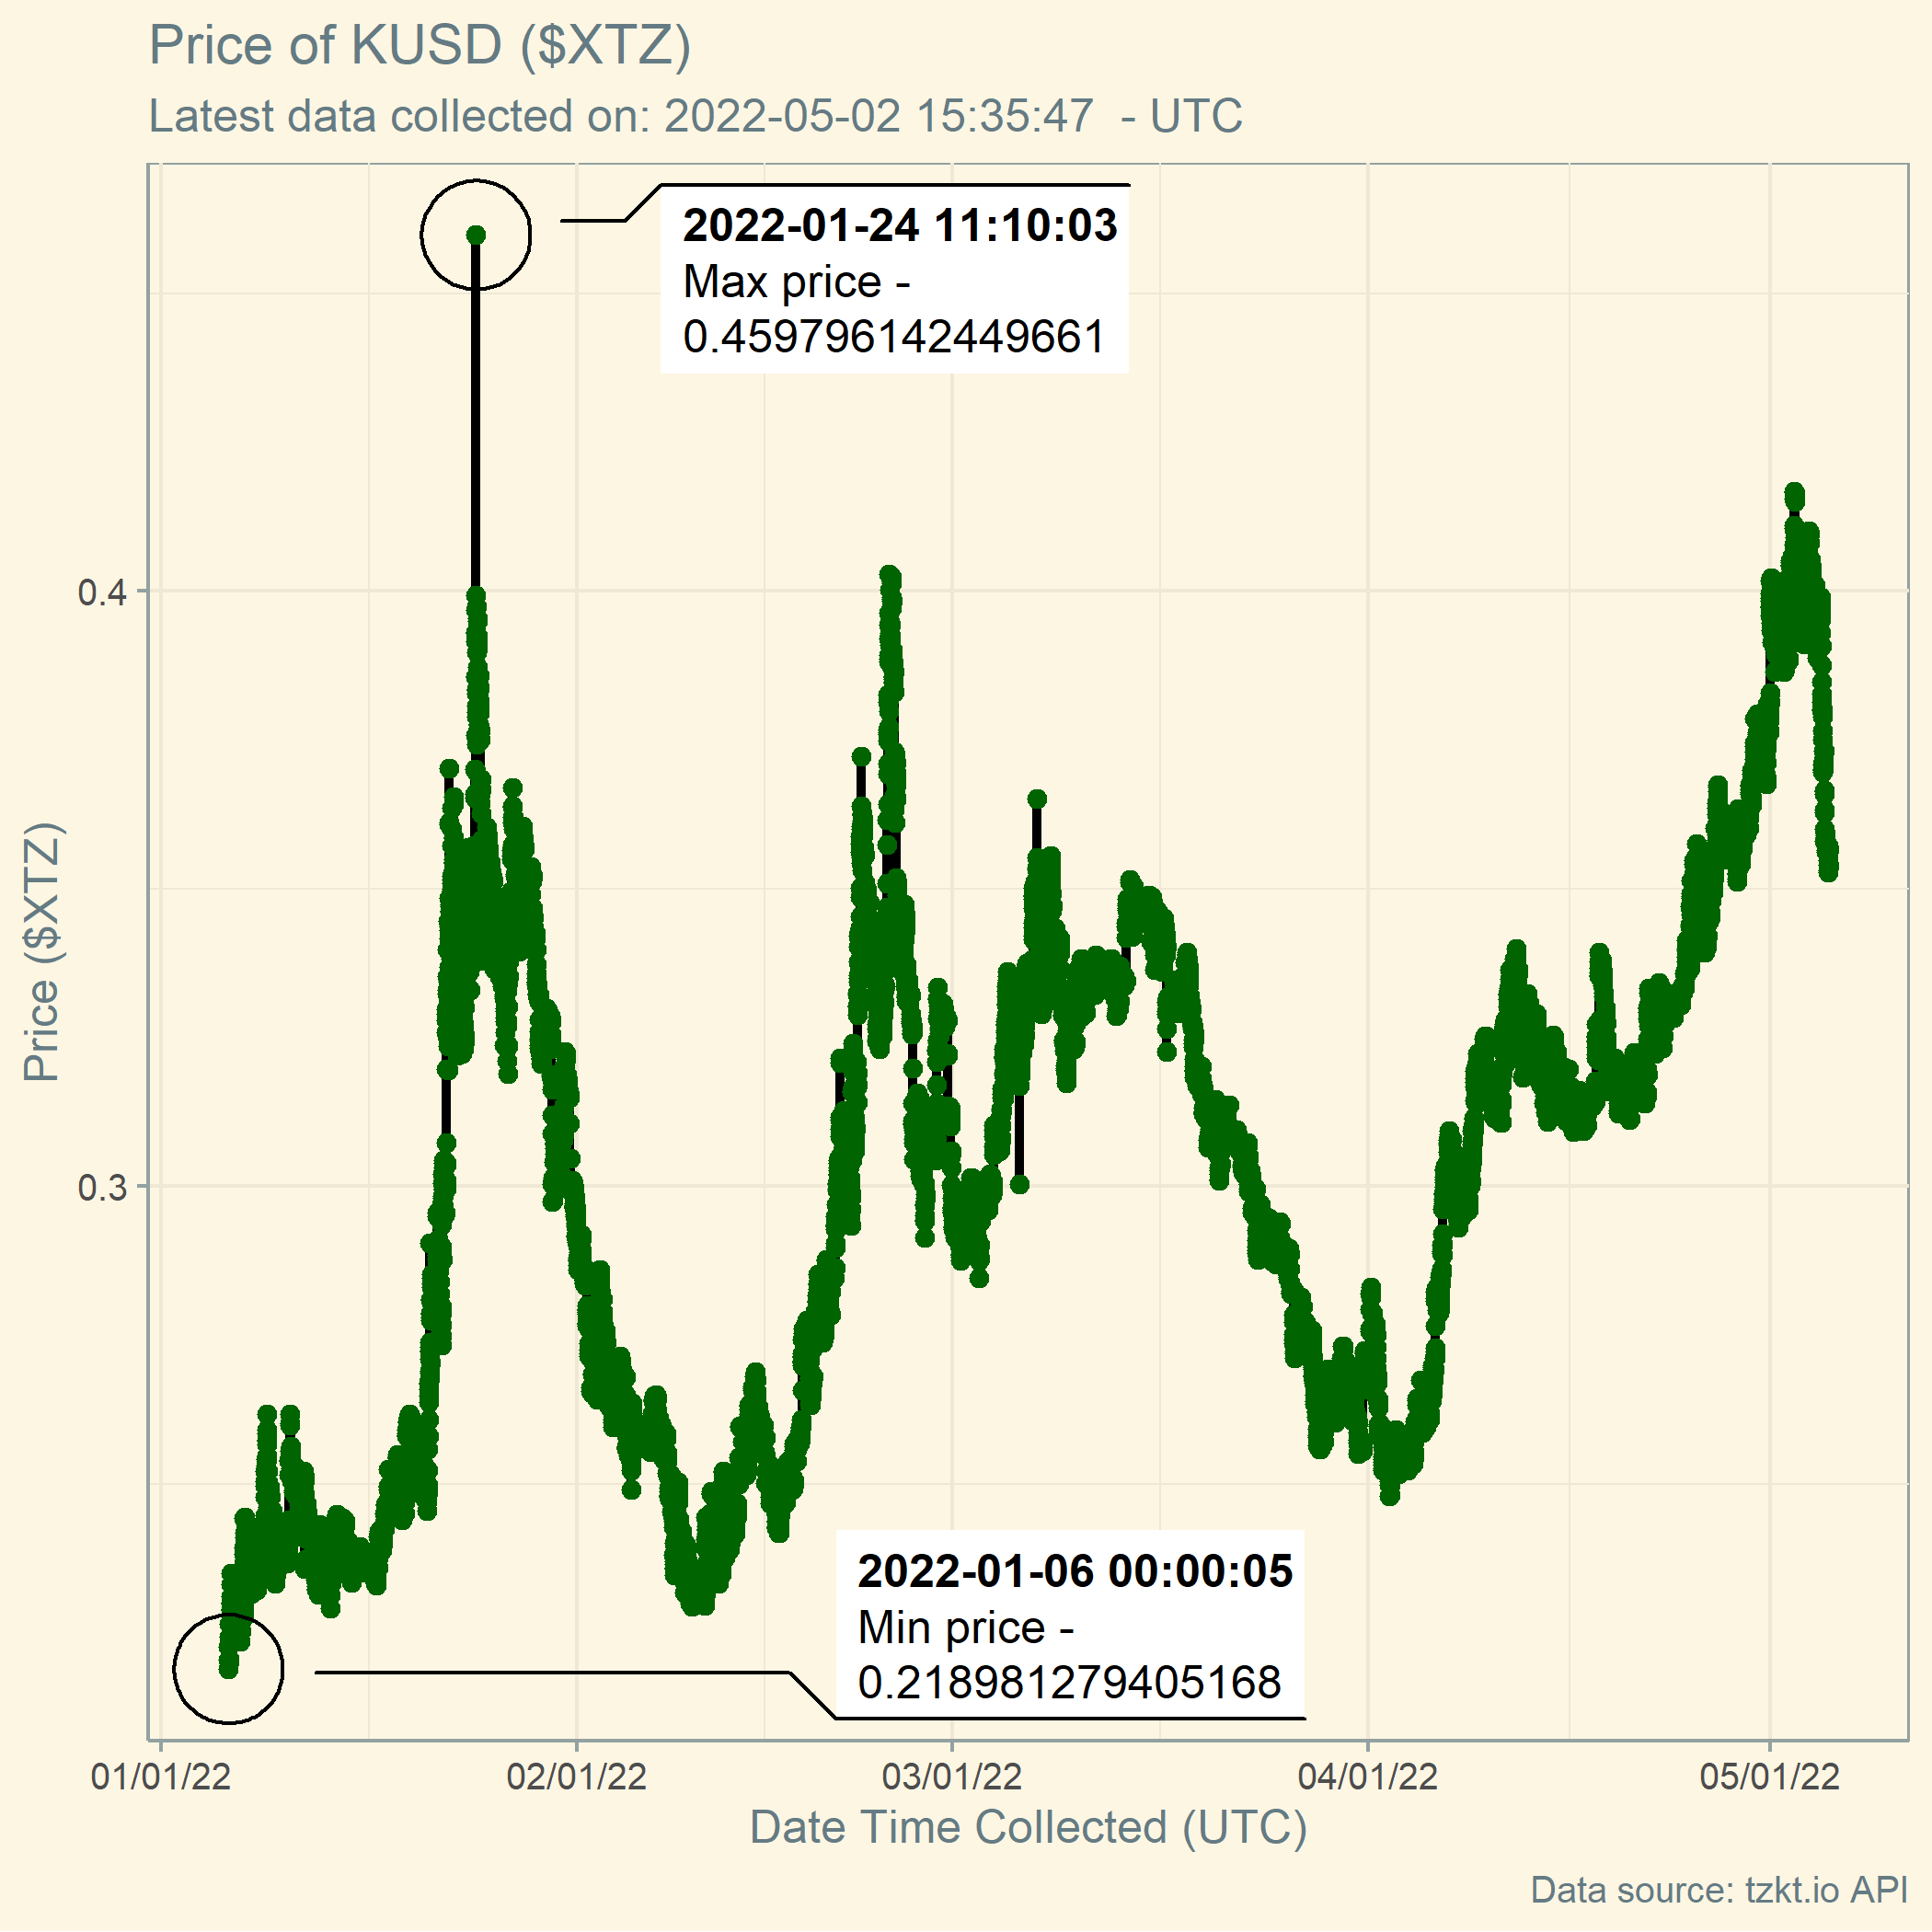 Price of KUSD ($XTZ)
Latest data collected on: 2022-05-02 15:35:47  - UTC
2022-01-24 11:10:03
Max price -
0.459796142449661
0.4
Price ($XTZ)
0.3
2022-01-06 00:00:05
Min price -
0.218981279405168
01/01/22
02/01/22
03/01/22
04/01/22
05/01/22
Date Time Collected (UTC)
Data source: tzkt.io API